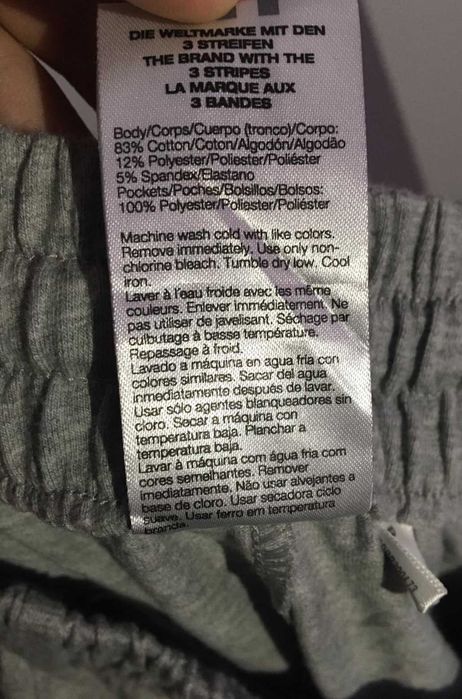 DIE WELTMARKE MIT DEN
3 STREIFEN
THE BRAND WITH THE
3 STRIPES
LA MARQUE AUX
3 BANDES
Body/Corps/Cuerpo (tronco)/Corpo:
83% Cotton/Coton/Algodón/Algodão
12% Polyester/Poliester/Poliéster
5% Spandex/Elastano
Pockets/Poches/Bolsillos/Bolsos:
100% Polyester/Poliester/Poliéster
Machine wash cold with like colors.
Remove immediately. Use only non-
chlorine bleach. Tumble dry low. Cool
iron.
Laver à l'eau froide avec les même
couleurs. Enlever immédiatement. Ne
pas utiliser de javelisant. Séchage par
culbutage à basse température.
Repassage à froid.
Lavado a máquina en agua fria con
colores similares. Sacar del agua
inmediatamente después de lavar.
Usar sólo agentes blanqueadores sin
cloro. Secar a máquina con
temperatura baja. Planchar a
temperatura baja.
Lavar à máquina com água fria com
cores semelhantes. Remover
imediatamente. Não usar alvejantes a
base de cloro. Usar secadora ciclo
suave. Usar ferro em temperatura
branda.